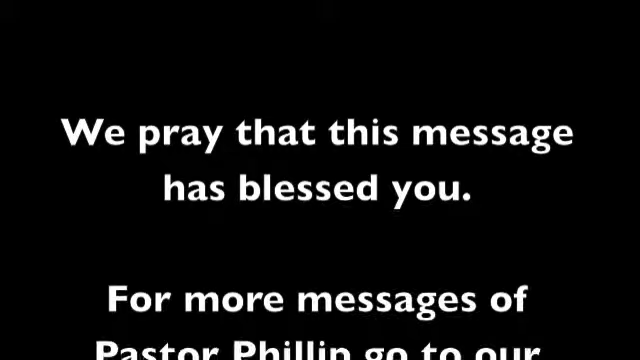 We pray that this message
has blessed you.
For more messages of
Pastor Phillip go to our